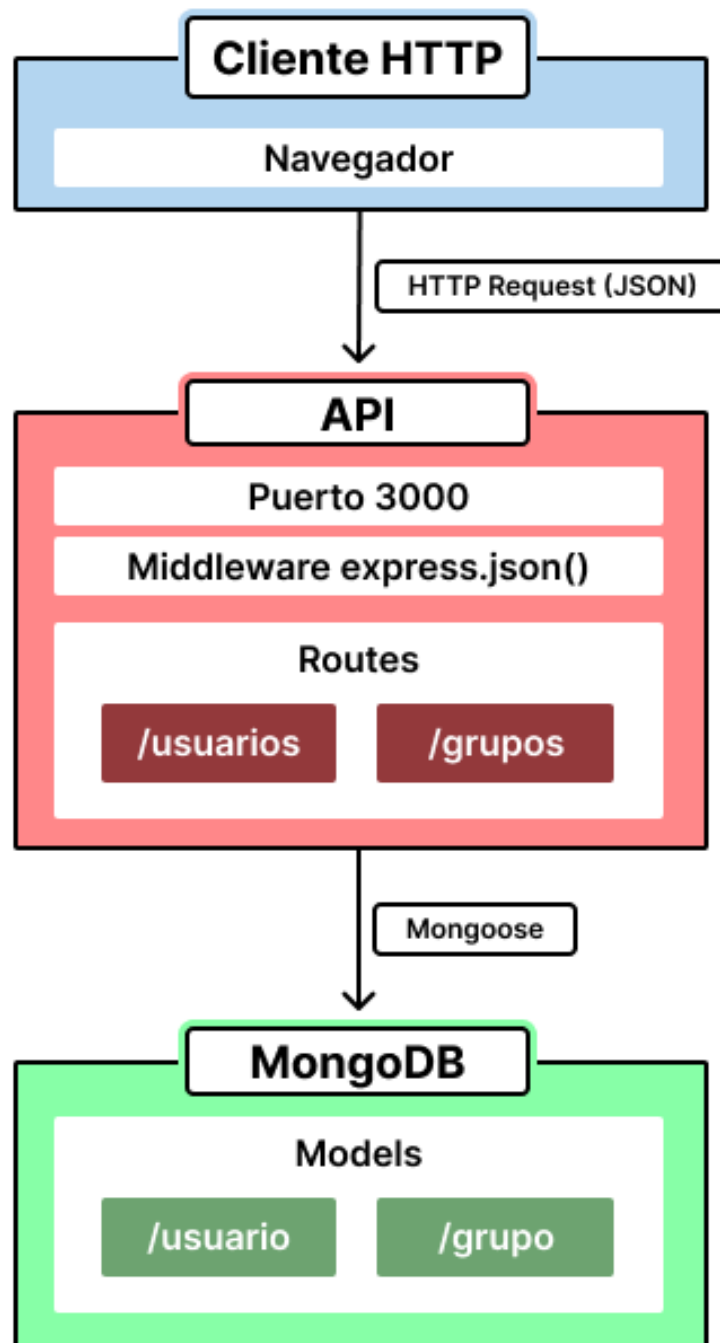 Cliente HTTP
Navegador
HTTP Request (JSON)
API
Puerto 3000
Middleware express.json()
Routes
/usuarios
/grupos
Mongoose
MongoDB
Models
/usuario
/grupo